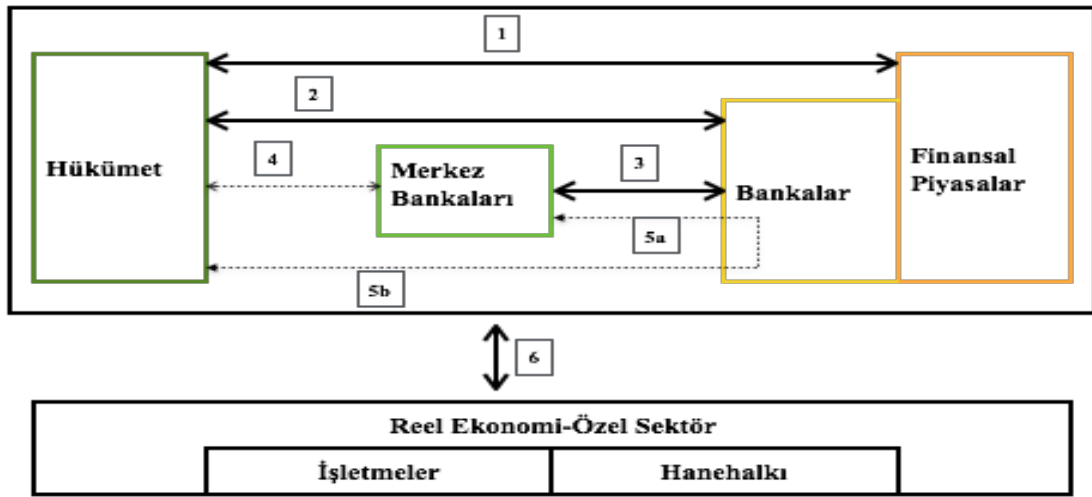 1
2
Hükümet
4
Merkez
Bankaları
3
Bankalar
Finansal
Piyasalar
5a
5b
6
Reel Ekonomi-Özel Sektör
İşletmeler
Hanehalkı